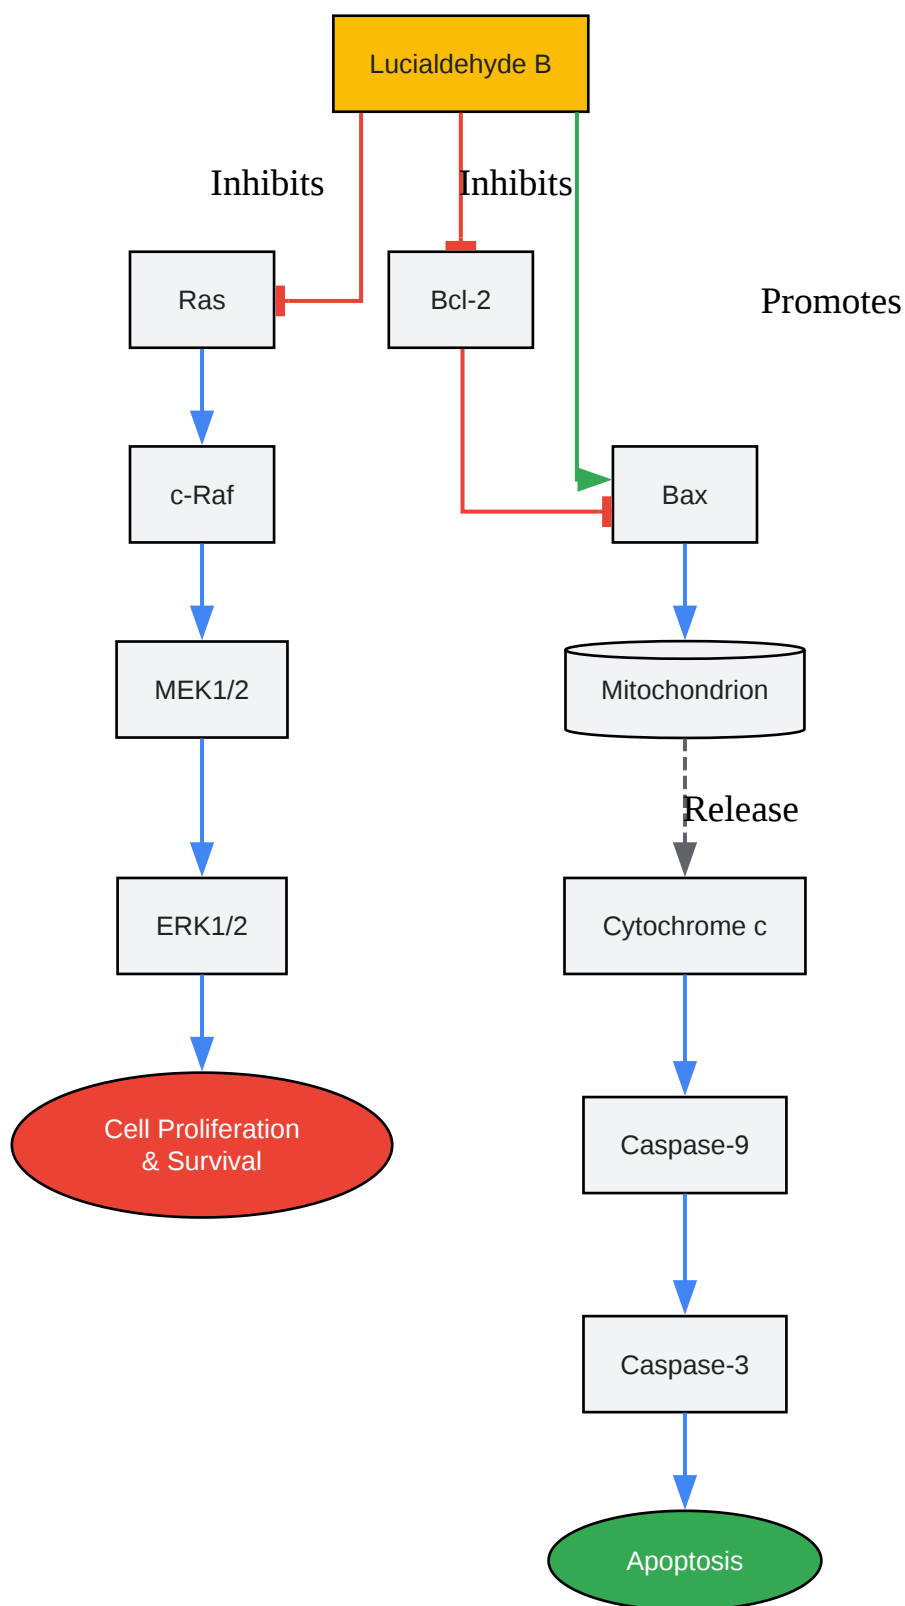 Lucialdehyde B
Inhibits
Inhibits
Ras
Bcl-2
Promotes
c-Raf
Bax
MEK1/2
Mitochondrion
Release
ERK1/2
Cytochrome c
Cell Proliferation
& Survival
Caspase-9
Caspase-3
Apoptosis